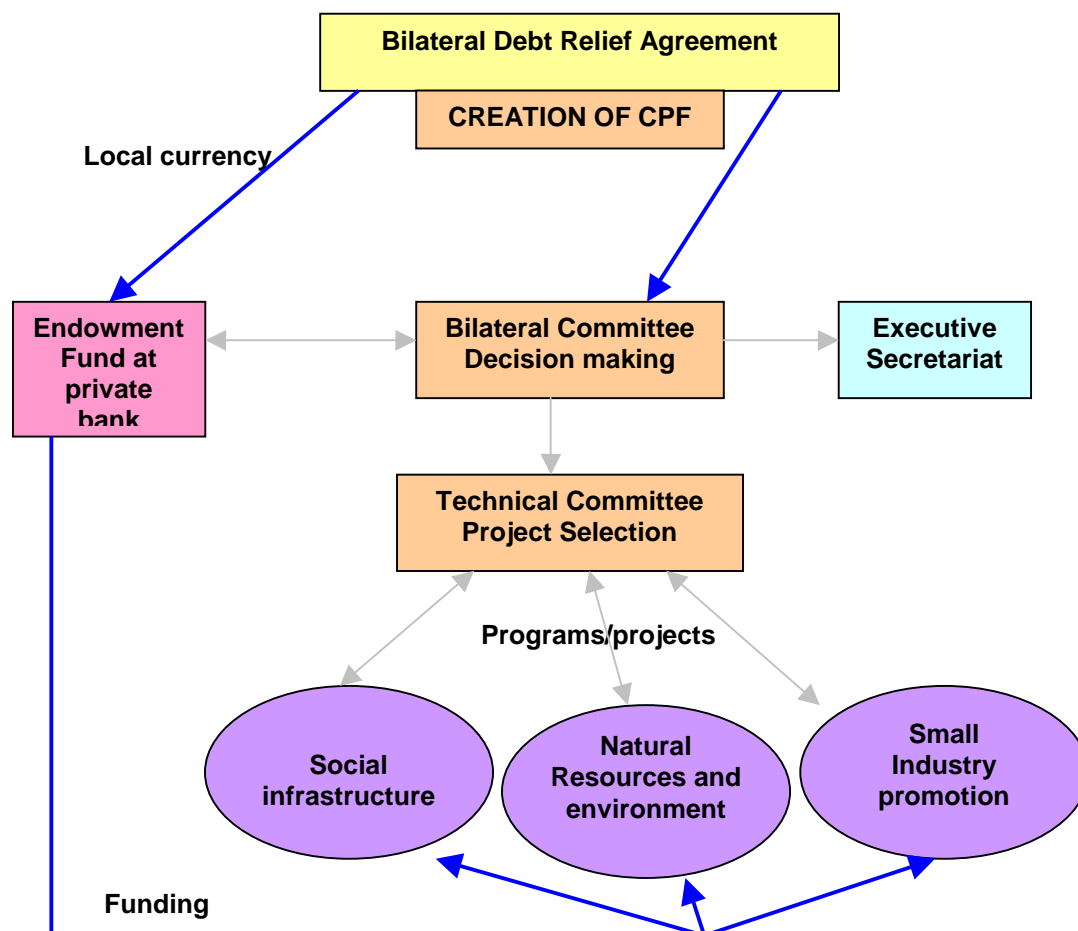 Bilateral Debt Relief Agreement
CREATION OF CPF
Local currency
Endowment
Fund at
private
bank
Bilateral Committee
Decision making
Executive
Secretariat
Technical Committee
Project Selection
Programs/projects
Social
infrastructure
Natural
Resources and
environment
Small
Industry
promotion
Funding